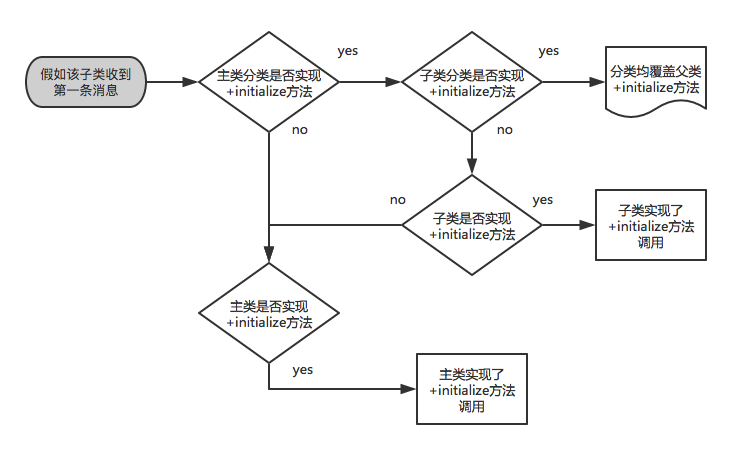 假如该子类收到
第一条消息
主类分类是否实现
+initialize方法
yes
子类分类是否实现
+initialize方法
yes
分类均覆盖父类
+initialize方法
no
no
no
子类是否实现
+initialize方法
yes
子类实现了
+initialize方法
调用
主类是否实现
+initialize方法
yes
主类实现了
+initialize方法
调用